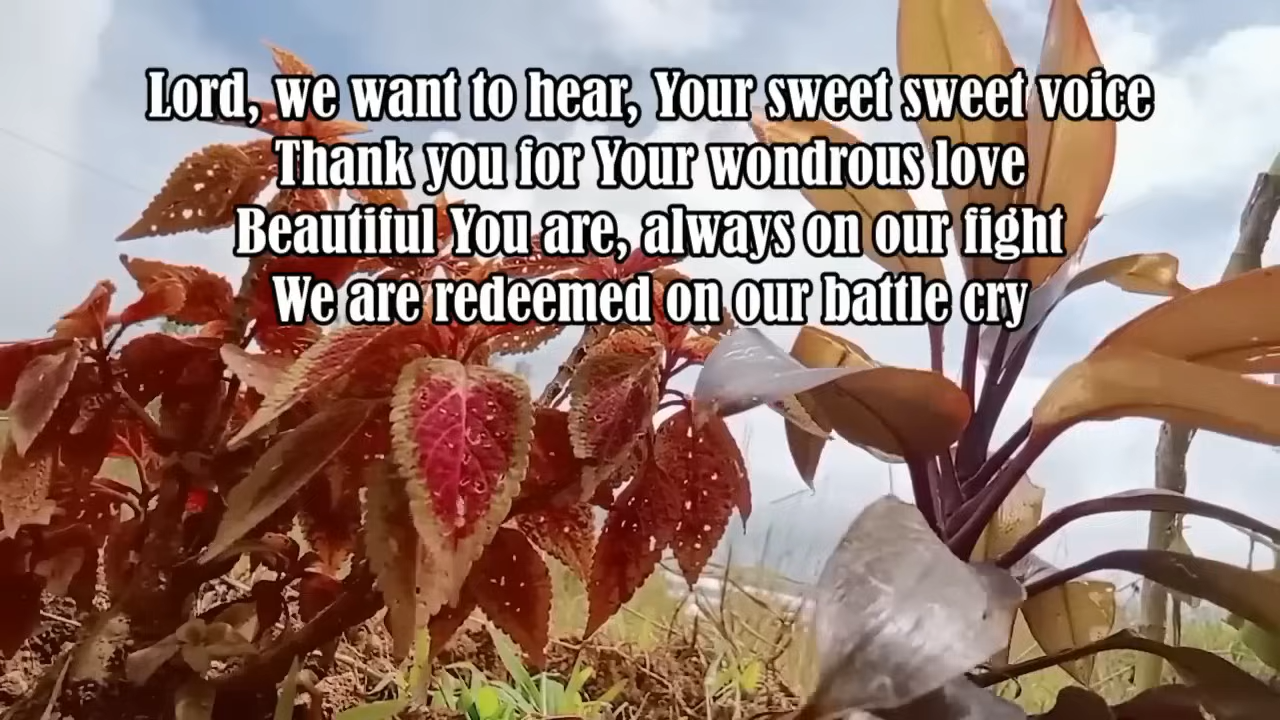 Lord, we want to hear, Your sweet sweet voice
Thank you for Your wondrous love
Beautiful You are, always on our fight
We are redeemed on our battle cry